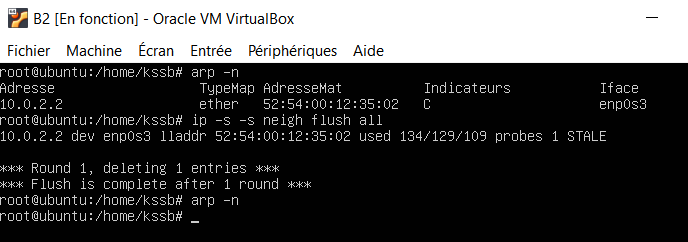 B2 [En fonction] - Oracle VM VirtualBox
Fichier Machine Écran Entrée Périphériques Aide
root@ubuntu:/home/kssb# arp -n
Adresse TypeMap AdresseMat Indicateurs Iface
10.0.2.2 ether 52:54:00:12:35:02 C enp0s3
root@ubuntu:/home/kssb# ip -s -s neigh flush all
10.0.2.2 dev enp0s3 lladdr 52:54:00:12:35:02 used 134/129/109 probes 1 STALE
*** Round 1, deleting 1 entries ***
*** Flush is complete after 1 round ***
root@ubuntu:/home/kssb# arp -n
root@ubuntu:/home/kssb# _